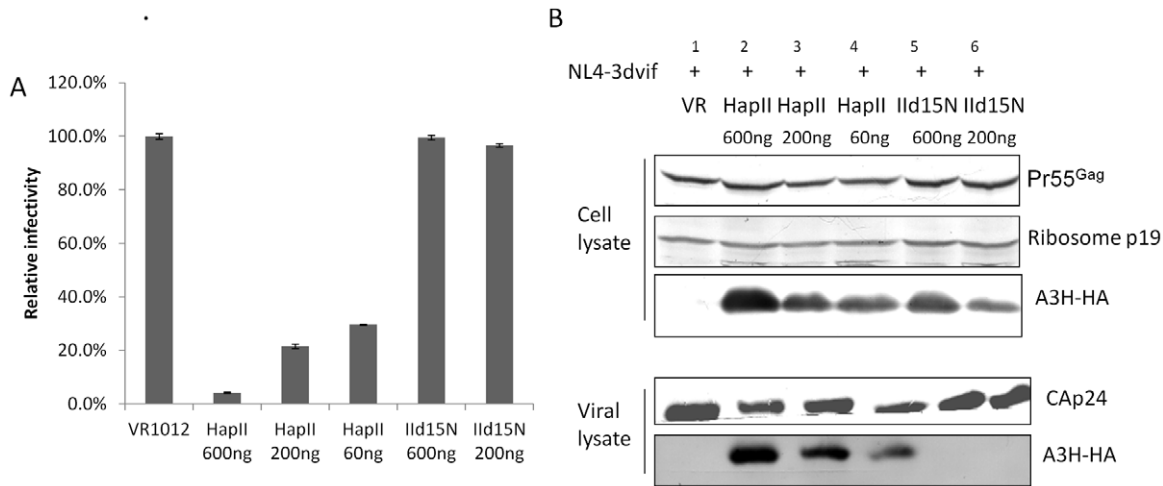 A
Relative infectivity
120.0%
100.0%
80.0%
60.0%
40.0%
20.0%
0.0%
VR1012 HapII HapII HapII IId15N IId15N
600ng 200ng 60ng 600ng 200ng
B
1 2 3 4 5 6
NL4-3dvif + + + + + +
VR HapII HapII HapII IId15N IId15N
600ng 200ng 60ng 600ng 200ng
Cell
lysate
Pr55Gag
Ribosome p19
A3H-HA
Viral
lysate
CAp24
A3H-HA